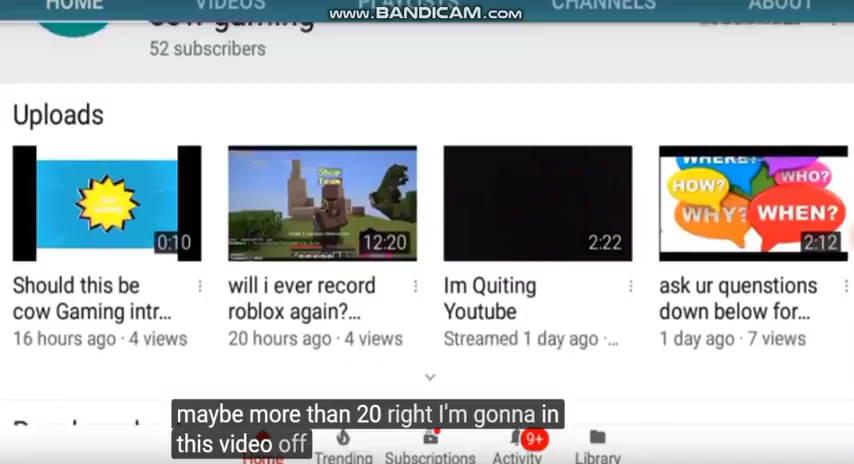 HOME VIDEOS PLAYLISTS CHANNELS ABOUT
www.BANDICAM.com
cow gaming
52 subscribers
Uploads
0:10
Shop
Team
12:20
2:22
WHERE?
HOW?
WHO?
WHY?
WHEN?
2:12
Should this be
cow Gaming intr...
16 hours ago · 4 views
will i ever record
roblox again?...
20 hours ago · 4 views
Im Quiting
Youtube
Streamed 1 day ago ·...
ask ur quenstions
down below for...
1 day ago · 7 views
maybe more than 20 right I'm gonna in
this video off
9+
Home Trending Subscriptions Activity Library